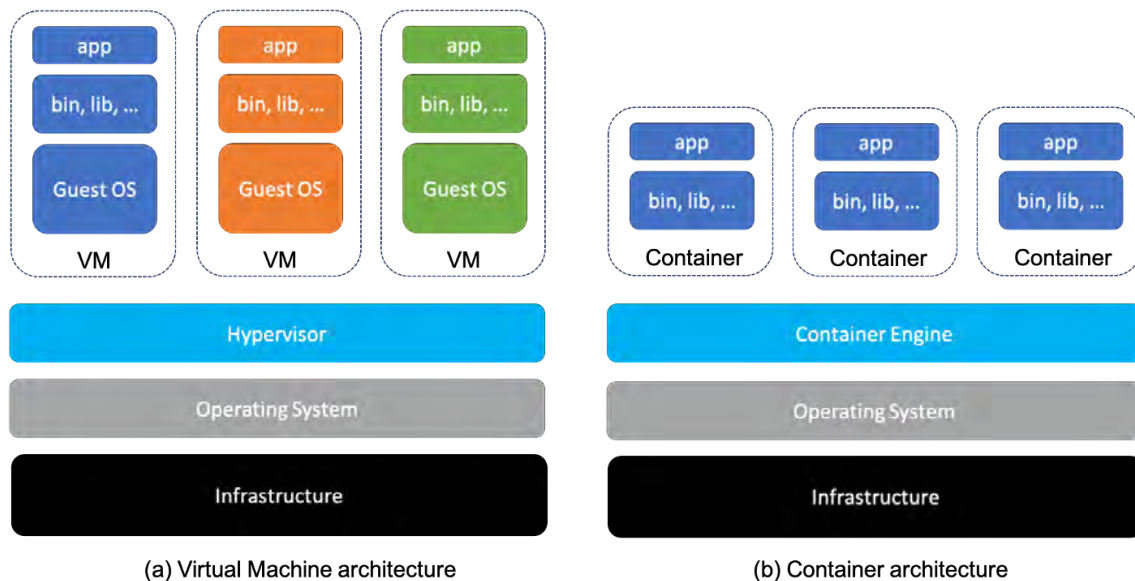 app
bin, lib, ...
Guest OS
VM
app
bin, lib, ...
Guest OS
VM
app
bin, lib, ...
Guest OS
VM
Hypervisor
Operating System
Infrastructure
(a) Virtual Machine architecture
app
bin, lib, ...
Container
app
bin, lib, ...
Container
app
bin, lib, ...
Container
Container Engine
Operating System
Infrastructure
(b) Container architecture